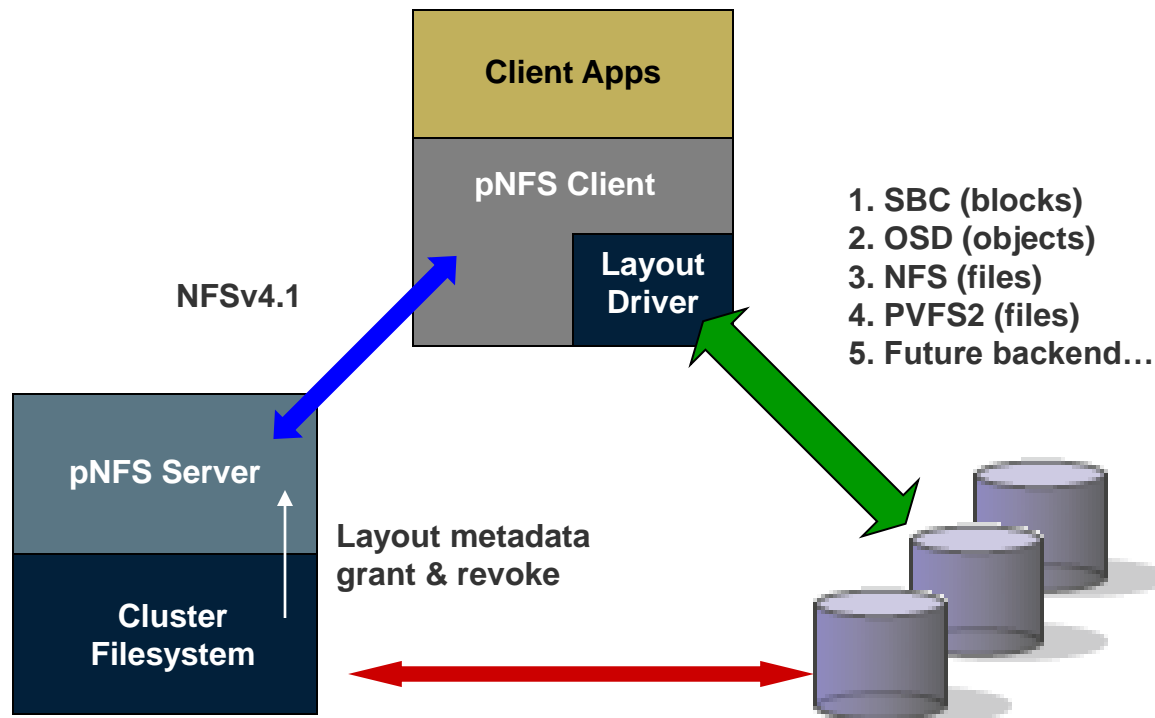 Client Apps
pNFS Client
Layout
Driver
1. SBC (blocks)
2. OSD (objects)
3. NFS (files)
4. PVFS2 (files)
5. Future backend…
NFSv4.1
pNFS Server
Layout metadata
grant & revoke
Cluster
Filesystem